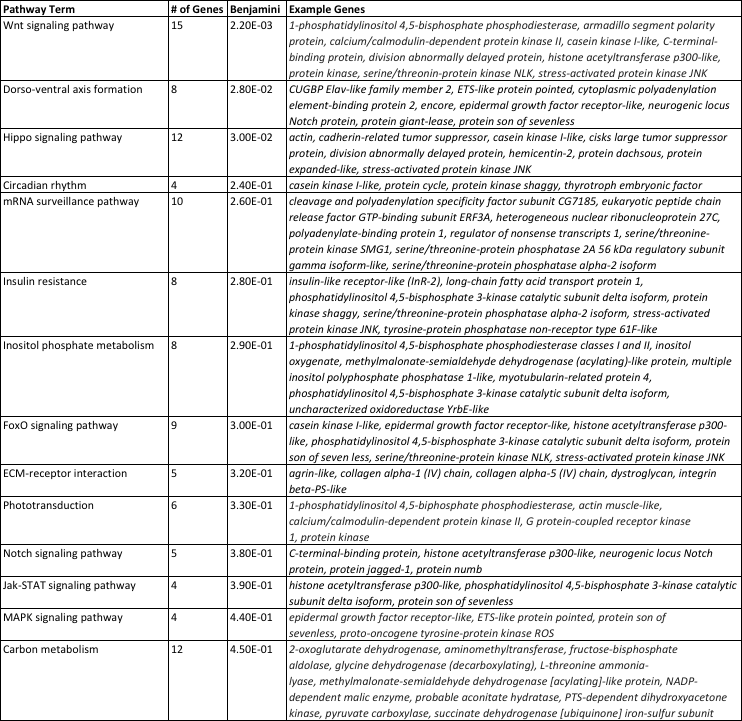 Pathway Term # of Genes Benjamini Example Genes
Wnt signaling pathway 15 2.20E-03 1-phosphatidylinositol 4,5-bisphosphate phosphodiesterase, armadillo segment polarity
protein, calcium/calmodulin-dependent protein kinase II, casein kinase I-like, C-terminal-
binding protein, division abnormally delayed protein, histone acetyltransferase p300-like,
protein kinase, serine/threonin-protein kinase NLK, stress-activated protein kinase JNK
Dorso-ventral axis formation 8 2.80E-02 CUGBP Elav-like family member 2, ETS-like protein pointed, cytoplasmic polyadenylation
element-binding protein 2, encore, epidermal growth factor receptor-like, neurogenic locus
Notch protein, protein giant-lease, protein son of sevenless
Hippo signaling pathway 12 3.00E-02 actin, cadherin-related tumor suppressor, casein kinase I-like, cisks large tumor suppressor
protein, division abnormally delayed protein, hemicentin-2, protein dachsous, protein
expanded-like, stress-activated protein kinase JNK
Circadian rhythm 4 2.40E-01 casein kinase I-like, protein cycle, protein kinase shaggy, thyrotroph embryonic factor
mRNA surveillance pathway 10 2.60E-01 cleavage and polyadenylation specificity factor subunit CG7185, eukaryotic peptide chain
release factor GTP-binding subunit ERF3A, heterogeneous nuclear ribonucleoprotein 27C,
polyadenylate-binding protein 1, regulator of nonsense transcripts 1, serine/threonine-
protein kinase SMG1, serine/threonine-protein phosphatase 2A 56 kDa regulatory subunit
gamma isoform-like, serine/threonine-protein phosphatase alpha-2 isoform
Insulin resistance 8 2.80E-01 insulin-like receptor-like (InR-2), long-chain fatty acid transport protein 1,
phosphatidylinositol 4,5-bisphosphate 3-kinase catalytic subunit delta isoform, protein
kinase shaggy, serine/threonine-protein phosphatase alpha-2 isoform, stress-activated
protein kinase JNK, tyrosine-protein phosphatase non-receptor type 61F-like
Inositol phosphate metabolism 8 2.90E-01 1-phosphatidylinositol 4,5-bisphosphate phosphodiesterase classes I and II, inositol
oxygenate, methylmalonate-semialdehyde dehydrogenase (acylating)-like protein, multiple
inositol polyphosphate phosphatase 1-like, myotubularin-related protein 4,
phosphatidylinositol 4,5-bisphosphate 3-kinase catalytic subunit delta isoform,
uncharacterized oxidoreductase YrbE-like
FoxO signaling pathway 9 3.00E-01 casein kinase I-like, epidermal growth factor receptor-like, histone acetyltransferase p300-
like, phosphatidylinositol 4,5-bisphosphate 3-kinase catalytic subunit delta isoform, protein
son of seven less, serine/threonine-protein kinase NLK, stress-activated protein kinase JNK
ECM-receptor interaction 5 3.20E-01 agrin-like, collagen alpha-1 (IV) chain, collagen alpha-5 (IV) chain, dystroglycan, integrin
beta-PS-like
Phototransduction 6 3.30E-01 1-phosphatidylinositol 4,5-biphosphate phosphodiesterase, actin muscle-like,
calcium/calmodulin-dependent protein kinase II, G protein-coupled receptor kinase
1, protein kinase
Notch signaling pathway 5 3.80E-01 C-terminal-binding protein, histone acetyltransferase p300-like, neurogenic locus Notch
protein, protein jagged-1, protein numb
Jak-STAT signaling pathway 4 3.90E-01 histone acetyltransferase p300-like, phosphatidylinositol 4,5-bisphosphate 3-kinase catalytic
subunit delta isoform, protein son of sevenless
MAPK signaling pathway 4 4.40E-01 epidermal growth factor receptor-like, ETS-like protein pointed, protein son of
sevenless, proto-oncogene tyrosine-protein kinase ROS
Carbon metabolism 12 4.50E-01 2-oxoglutarate dehydrogenase, aminomethyltransferase, fructose-bisphosphate
aldolase, glycine dehydrogenase (decarboxylating), L-threonine ammonia-
lyase, methylmalonate-semialdehyde dehydrogenase [acylating]-like protein, NADP-
dependent malic enzyme, probable aconitate hydratase, PTS-dependent dihydroxyacetone
kinase, pyruvate carboxylase, succinate dehydrogenase [ubiquinone] iron-sulfur subunit